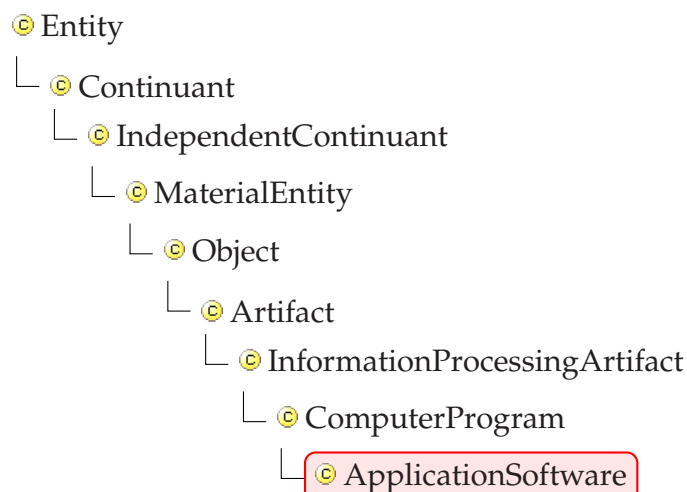 C Entity
C Continuant
C IndependentContinuant
C MaterialEntity
C Object
C Artifact
C InformationProcessingArtifact
C ComputerProgram
C ApplicationSoftware